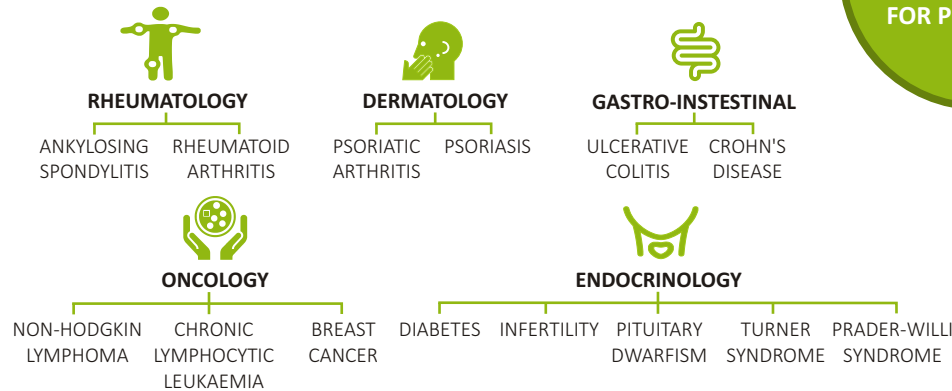 FOR P
RHEUMATOLOGY
ANKYLOSING
SPONDYLITIS
RHEUMATOID
ARTHRITIS
DERMATOLOGY
PSORIATIC
ARTHRITIS
PSORIASIS
GASTRO-INSTESTINAL
ULCERATIVE
COLITIS
CROHN'S
DISEASE
ONCOLOGY
NON-HODGKIN
LYMPHOMA
CHRONIC
LYMPHOCYTIC
LEUKAEMIA
BREAST
CANCER
ENDOCRINOLOGY
DIABETES
INFERTILITY
PITUITARY
DWARFISM
TURNER
SYNDROME
PRADER-WILLI
SYNDROME